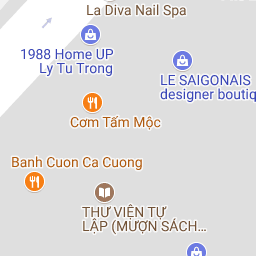 La Diva Nail Spa
1988 Home UP
Ly Tu Trong
LE SAIGONAIS
designer boutiq
Cơm Tấm Mộc
Banh Cuon Ca Cuong
THƯ VIỆN TỰ
LẬP (MƯỢN SÁCH...